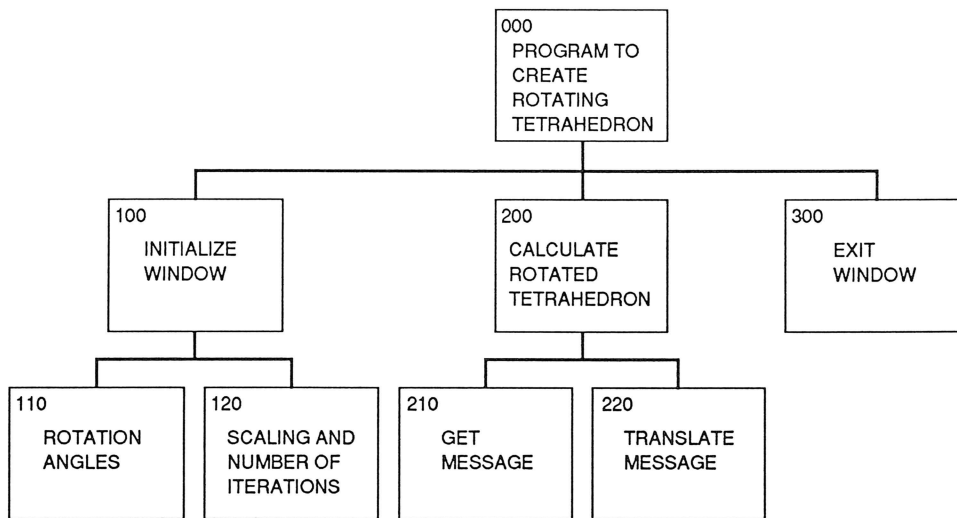 000
PROGRAM TO
CREATE
ROTATING
TETRAHEDRON
100
INITIALIZE
WINDOW
200
CALCULATE
ROTATED
TETRAHEDRON
300
EXIT
WINDOW
110
ROTATION
ANGLES
120
SCALING AND
NUMBER OF
ITERATIONS
210
GET
MESSAGE
220
TRANSLATE
MESSAGE